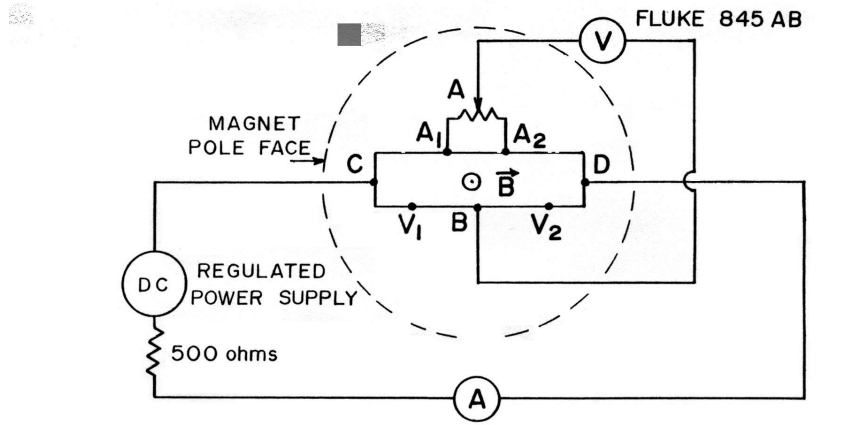 FLUKE 845 AB
V
A
MAGNET
POLE FACE
A1
A2
C
D
B
V1
B
V2
DC
REGULATED
POWER SUPPLY
500 ohms
A